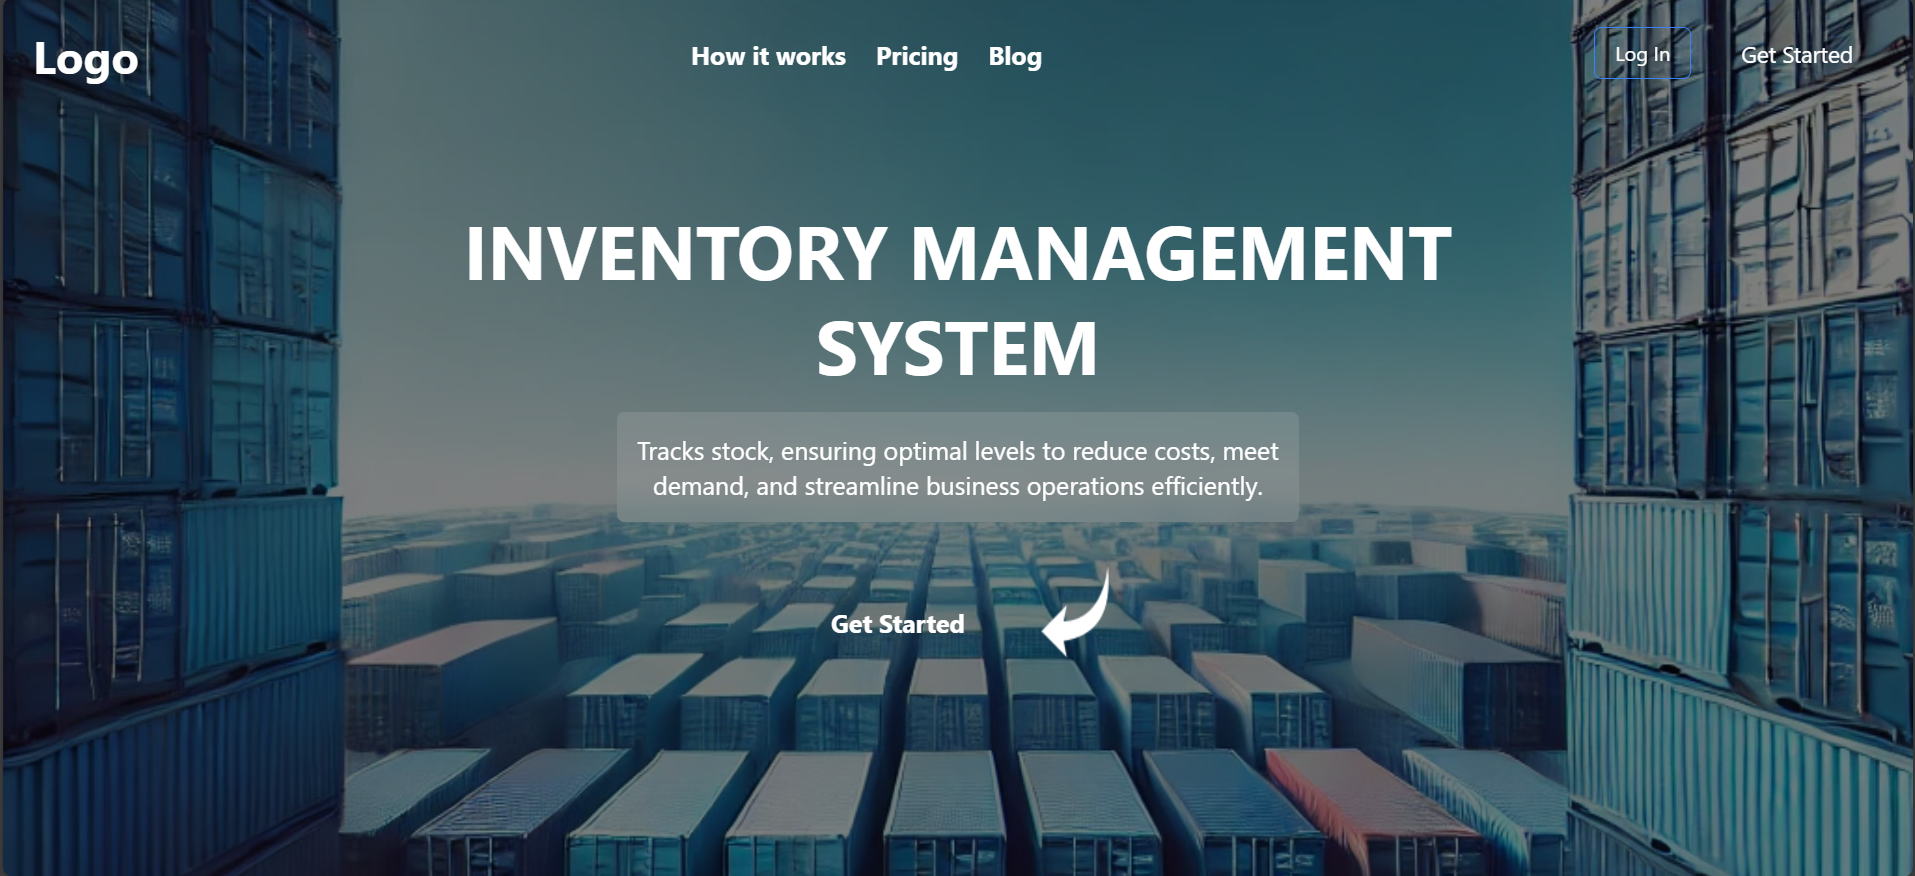 Logo
How it works
Pricing
Blog
Log In
Get Started
INVENTORY MANAGEMENT
SYSTEM
Tracks stock, ensuring optimal levels to reduce costs, meet
demand, and streamline business operations efficiently.
Get Started